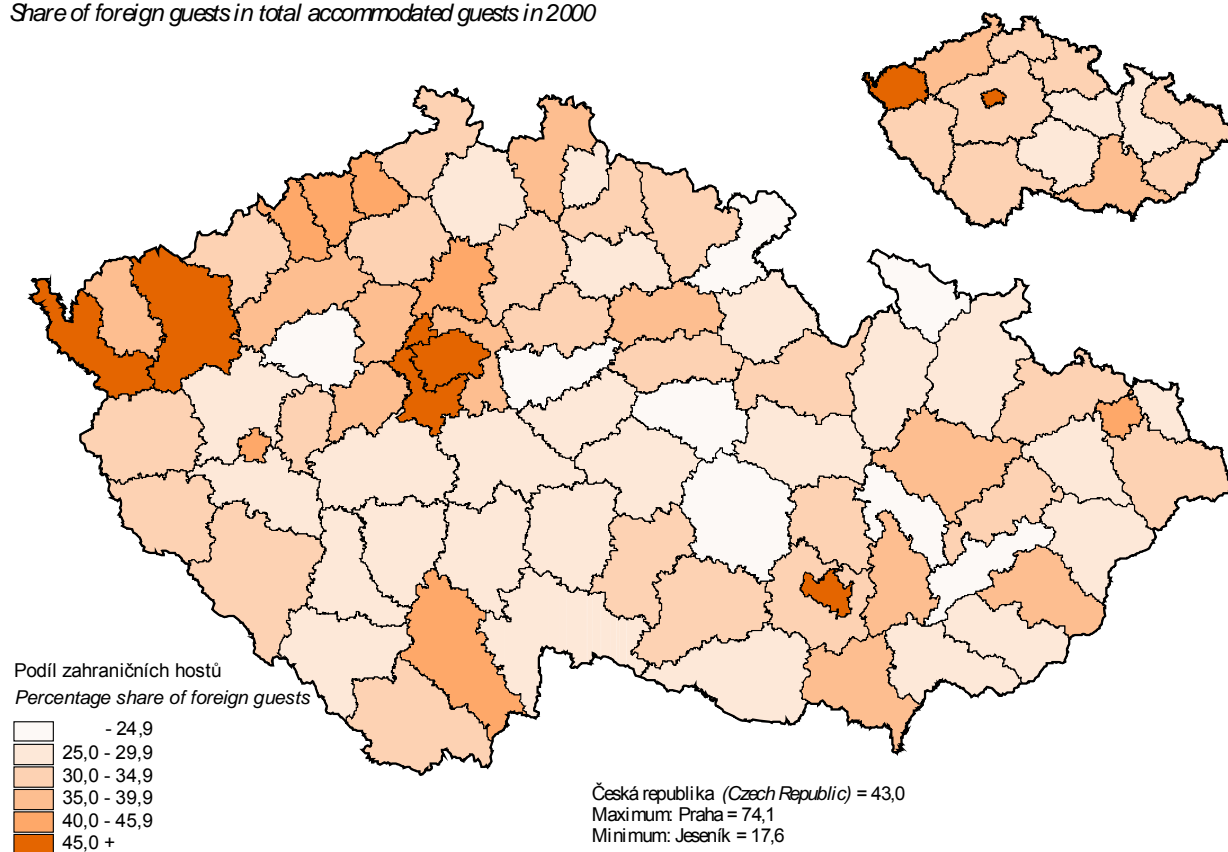 Share of foreign guests in total accommodated guests in 2000
Podíl zahraničních hostů
Percentage share of foreign guests
- 24,9
25,0 - 29,9
30,0 - 34,9
35,0 - 39,9
40,0 - 45,9
45,0 +
Česká republika (Czech Republic) = 43,0
Maximum: Praha = 74,1
Minimum: Jeseník = 17,6